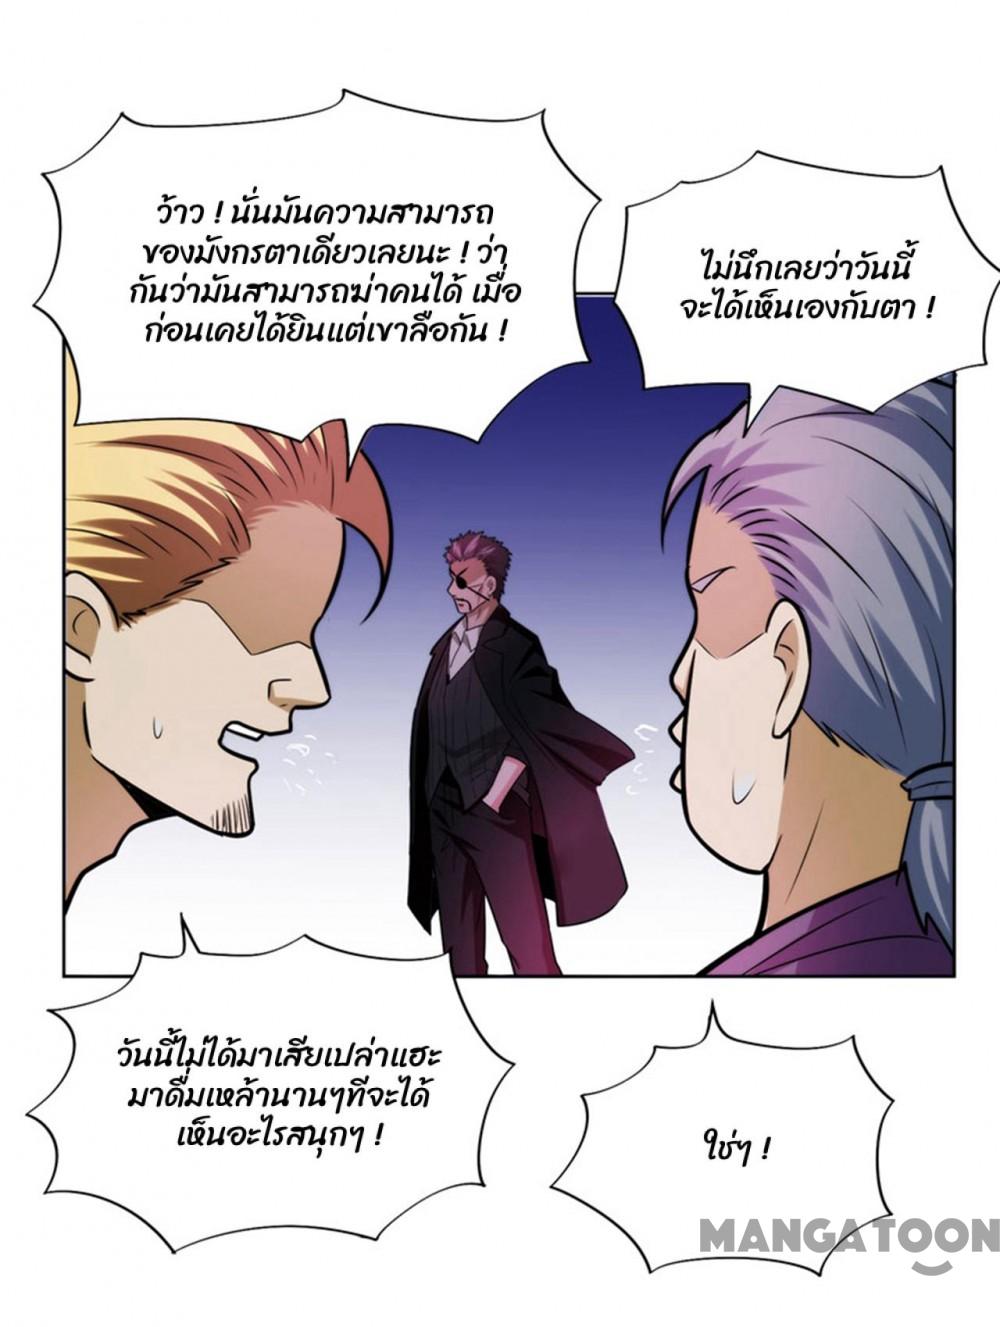 ว้าว ! นั่นมันความสามารถ
ของมังกรตาเดียวเลยนะ ! ว่า
กันว่ามันสามารถฆ่าคนได้ เมื่อ
ก่อนเคยได้ยินแต่เขาลือกัน !
ไม่นึกเลยว่าวันนี้
จะได้เห็นเองกับตา !
วันนี้ไม่ได้มาเสียเปล่าแฮะ
มาดื่มเหล้านานๆทีจะได้
เห็นอะไรสนุกๆ !
ใช่ๆ !
MANGATOON